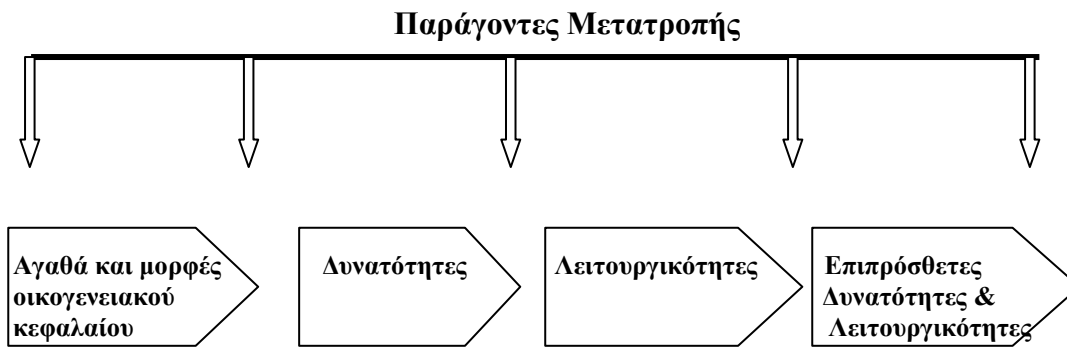 Παράγοντες Μετατροπής
Αγαθά και μορφές
οικογενειακού
κεφαλαίου
Δυνατότητες
Λειτουργικότητες
Επιπρόσθετες
Δυνατότητες &
Λειτουργικότητες